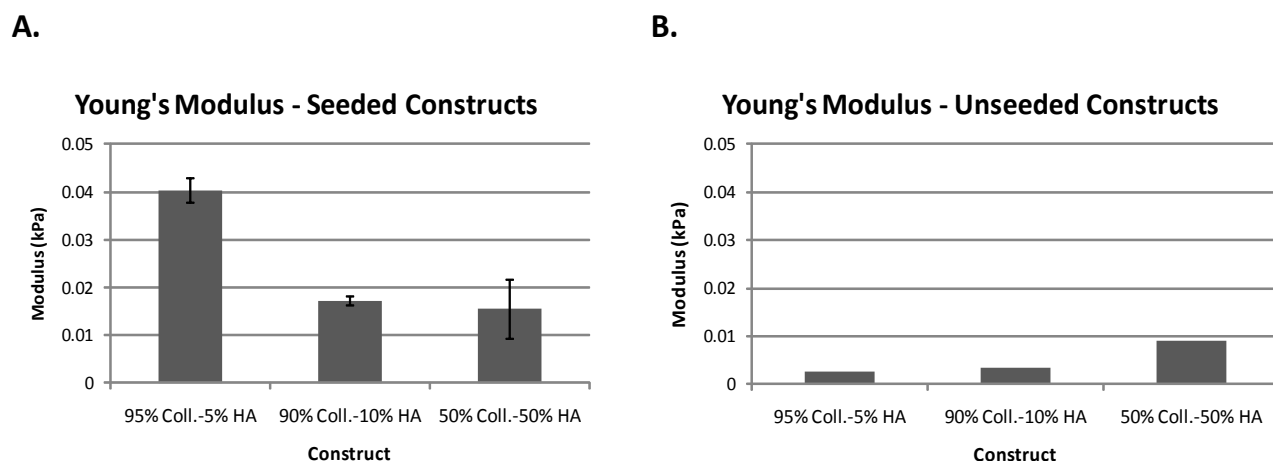 A.
Young's Modulus - Seeded Constructs
0.05
0.04
0.03
0.02
0.01
0
Modulus (kPa)
95% Coll.-5% HA 90% Coll.-10% HA 50% Coll.-50% HA
Construct
B.
Young's Modulus - Unseeded Constructs
0.05
0.04
0.03
0.02
0.01
0
Modulus (kPa)
95% Coll.-5% HA 90% Coll.-10% HA 50% Coll.-50% HA
Construct